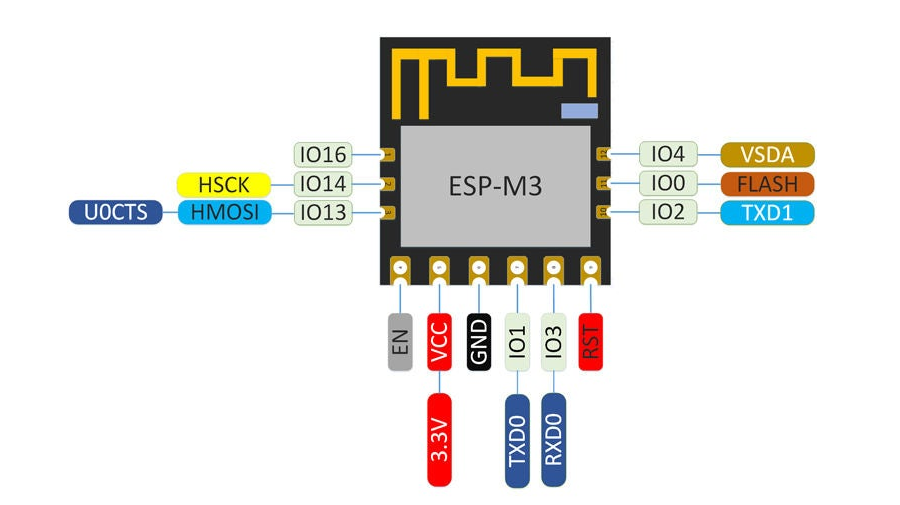 IO16
IO4 VSDA
HSCK IO14
ESP-M3
IO0 FLASH
U0CTS HMOSI IO13
IO2 TXD1
EN VCC GND IO1 IO3 RST
3.3V TXD0 RXD0